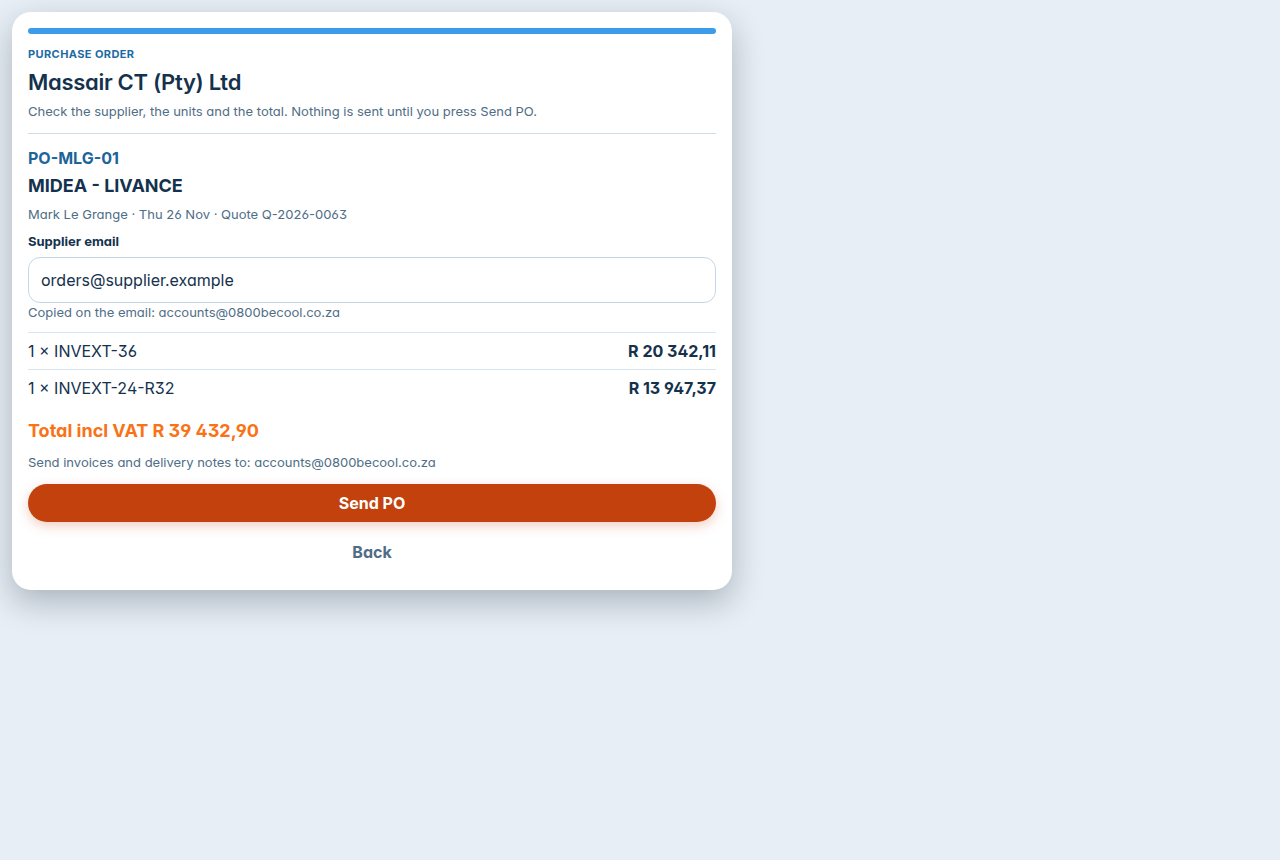 PURCHASE ORDER
Massair CT (Pty) Ltd
Check the supplier, the units and the total. Nothing is sent until you press Send PO.
PO-MLG-01
MIDEA - LIVANCE
Mark Le Grange · Thu 26 Nov · Quote Q-2026-0063
Supplier email
orders@supplier.example
Copied on the email: accounts@0800becool.co.za
1 × INVEXT-36 R 20 342,11
1 × INVEXT-24-R32 R 13 947,37
Total incl VAT R 39 432,90
Send invoices and delivery notes to: accounts@0800becool.co.za
Send PO
Back